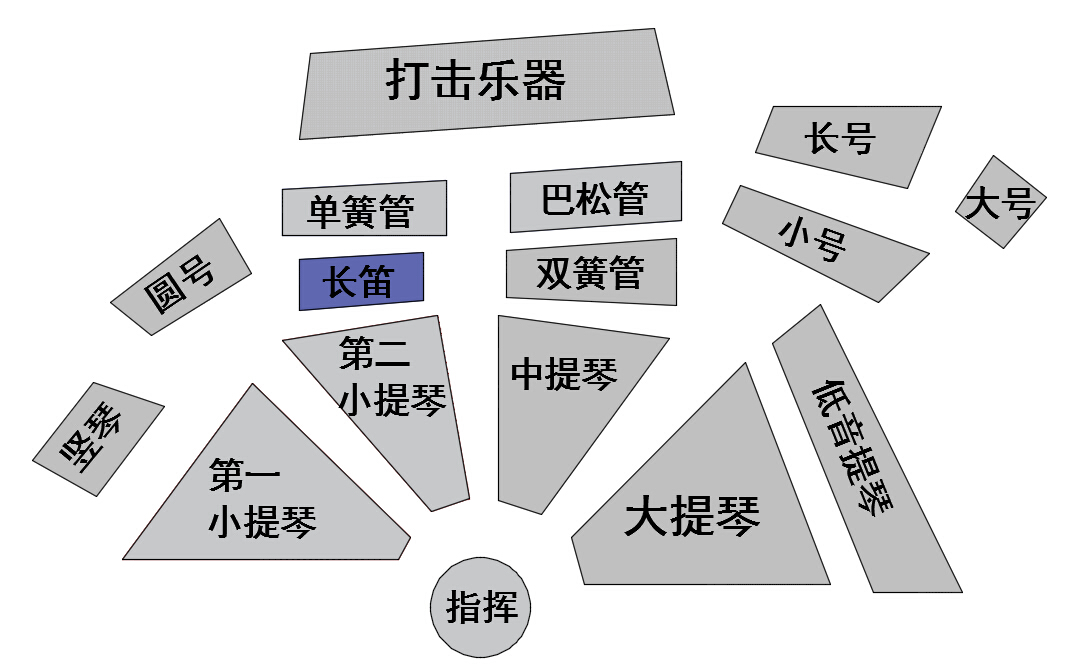 打击乐器
长号
大号
单簧管
巴松管
小号
圆号
长笛
双簧管
第二
小提琴
中提琴
竖琴
第一
小提琴
大提琴
低音提琴
指挥